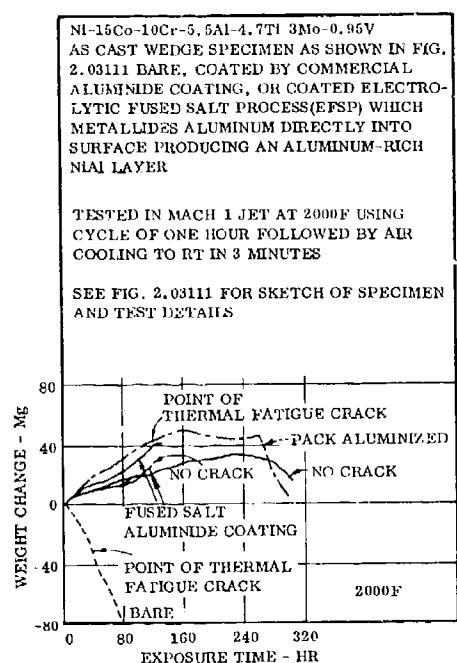 Ni-15Co-10Cr-5.5Al-4.7Ti 3Mo-0.95V
AS CAST WEDGE SPECIMEN AS SHOWN IN FIG.
2.03111 BARE, COATED BY COMMERCIAL
ALUMINIDE COATING, OR COATED ELECTRO-
LYTIC FUSED SALT PROCESS(EFSP) WHICH
METALLIDES ALUMINUM DIRECTLY INTO
SURFACE PRODUCING AN ALUMINUM-RICH
NiAl LAYER
TESTED IN MACH 1 JET AT 2000F USING
CYCLE OF ONE HOUR FOLLOWED BY AIR
COOLING TO RT IN 3 MINUTES
SEE FIG. 2.03111 FOR SKETCH OF SPECIMEN
AND TEST DETAILS
80
POINT OF
THERMAL FATIGUE CRACK
40
PACK ALUMINIZED
NO CRACK
NO CRACK
0
FUSED SALT
ALUMINIDE COATING
-40
POINT OF THERMAL
FATIGUE CRACK
2000F
BARE
-80
0 80 160 240 320
EXPOSURE TIME - HR
WEIGHT CHANGE - Mg